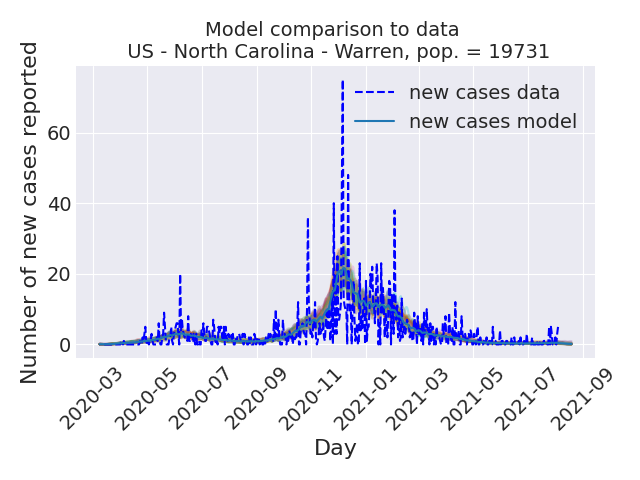 Model comparison to data
US - North Carolina - Warren, pop. = 19731
new cases data
new cases model
Number of new cases reported
60
40
20
0
2020-03
2020-05
2020-07
2020-09
2020-11
2021-01
2021-03
2021-05
2021-07
2021-09
Day